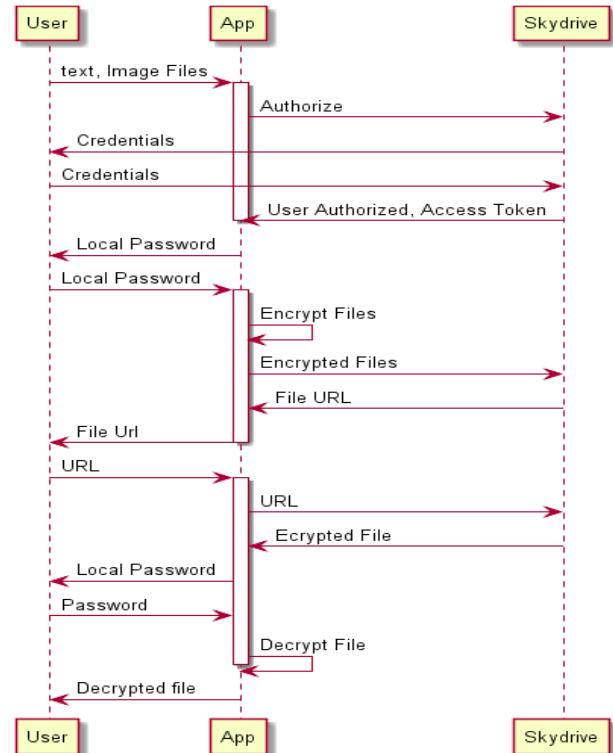 User App Skydrive
text, Image Files
Authorize
Credentials
Credentials
User Authorized, Access Token
Local Password
Local Password
Encrypt Files
Encrypted Files
File URL
File Url
URL
URL
Ecrypted File
Local Password
Password
Decrypt File
Decrypted file
User App Skydrive